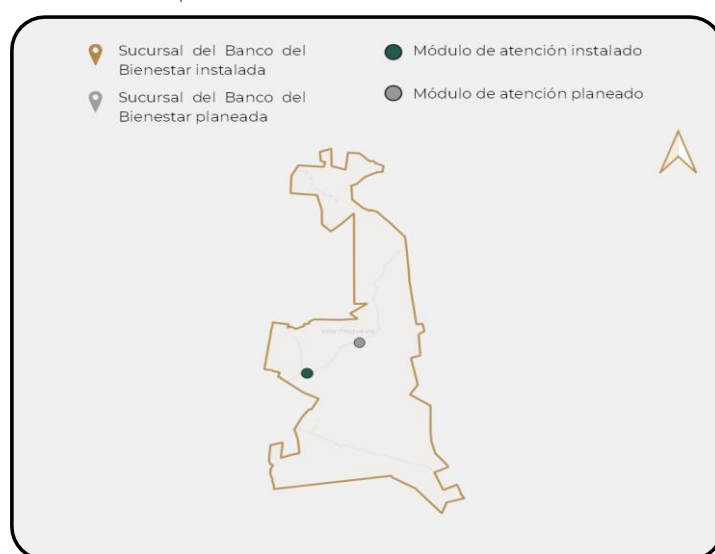 Sucursal del Banco del
Bienestar instalada
Sucursal del Banco del
Bienestar planeada
Módulo de atención instalado
Módulo de atención planeado